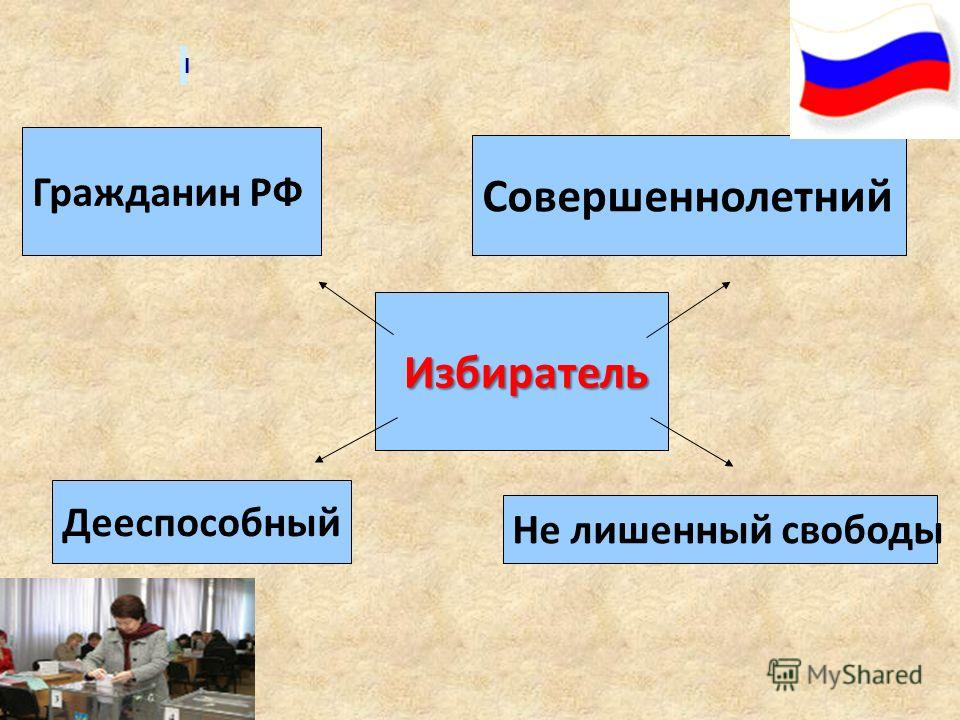 Гражданин РФ
Совершеннолетний
Избиратель
Дееспособный
Не лишенный свободы
MyShared